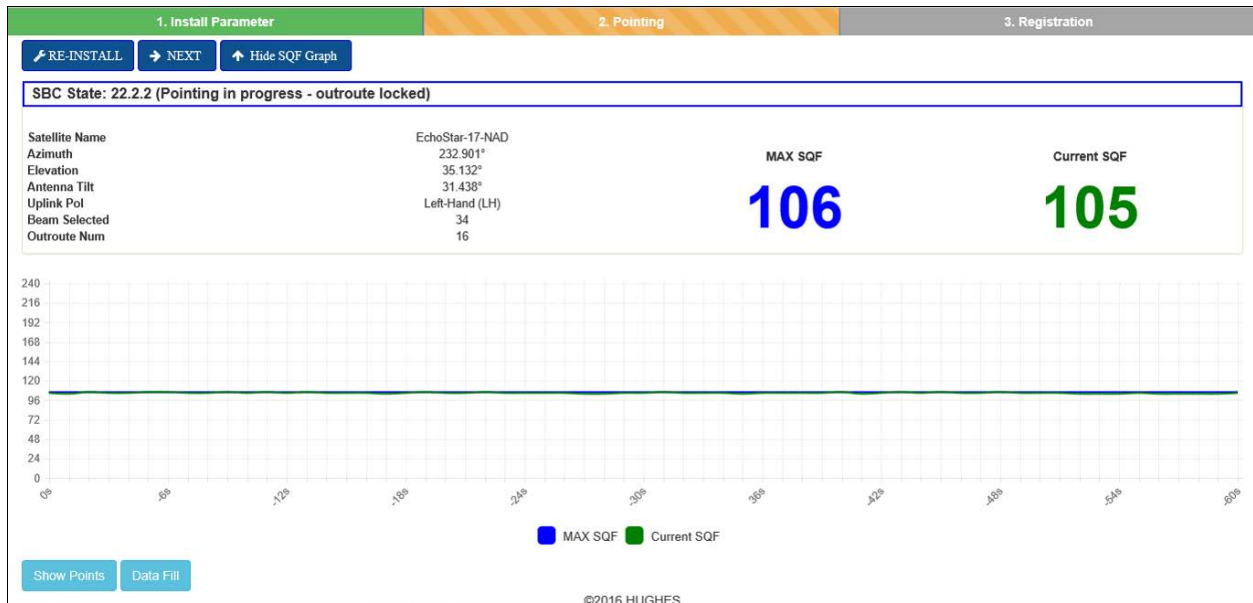 1. Install Parameter 2. Pointing 3. Registration
RE-INSTALL NEXT Hide SQF Graph
SBC State: 22.2.2 (Pointing in progress - outroute locked)
Satellite Name EchoStar-17-NAD
Azimuth 232.901°
Elevation 35.132°
Antenna Tilt 31.438°
Uplink Pol Left-Hand (LH)
Beam Selected 34
Outroute Num 16
MAX SQF Current SQF
106 105
240
216
192
168
144
120
96
72
48
24
0
0s -6s -12s -18s -24s -30s -36s -42s -48s -54s -60s
MAX SQF Current SQF
Show Points Data Fill
©2016 HUGHES